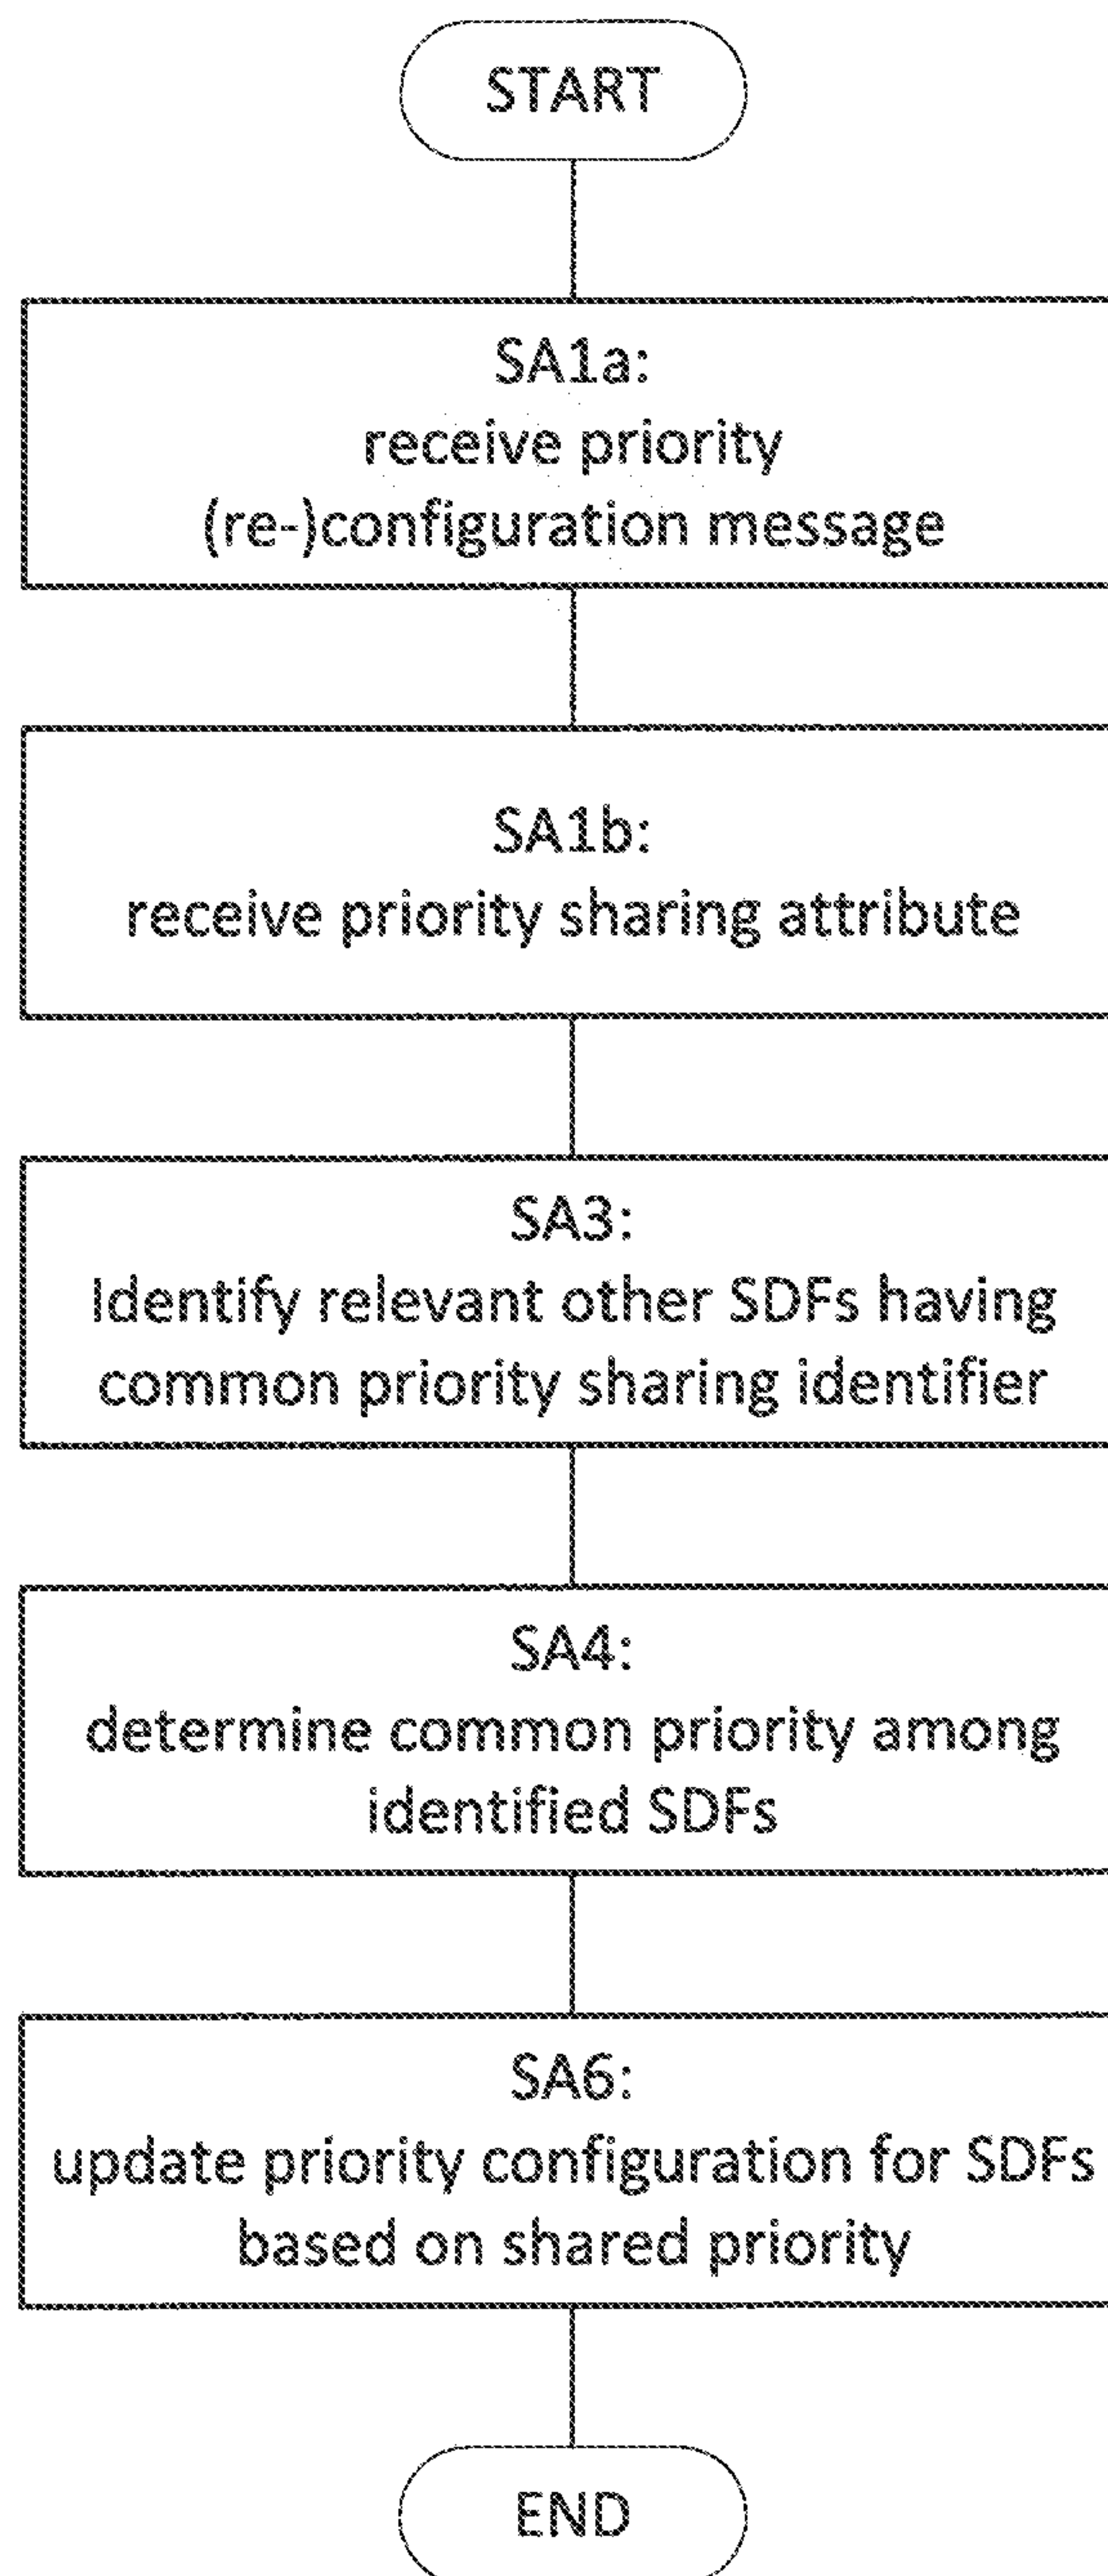 START
SA1a:
receive priority
(re-)configuration message
SA1b:
receive priority sharing attribute
SA3:
Identify relevant other SDFs having
common priority sharing identifier
SA4:
determine common priority among
identified SDFs
SA6:
update priority configuration for SDFs
based on shared priority
END